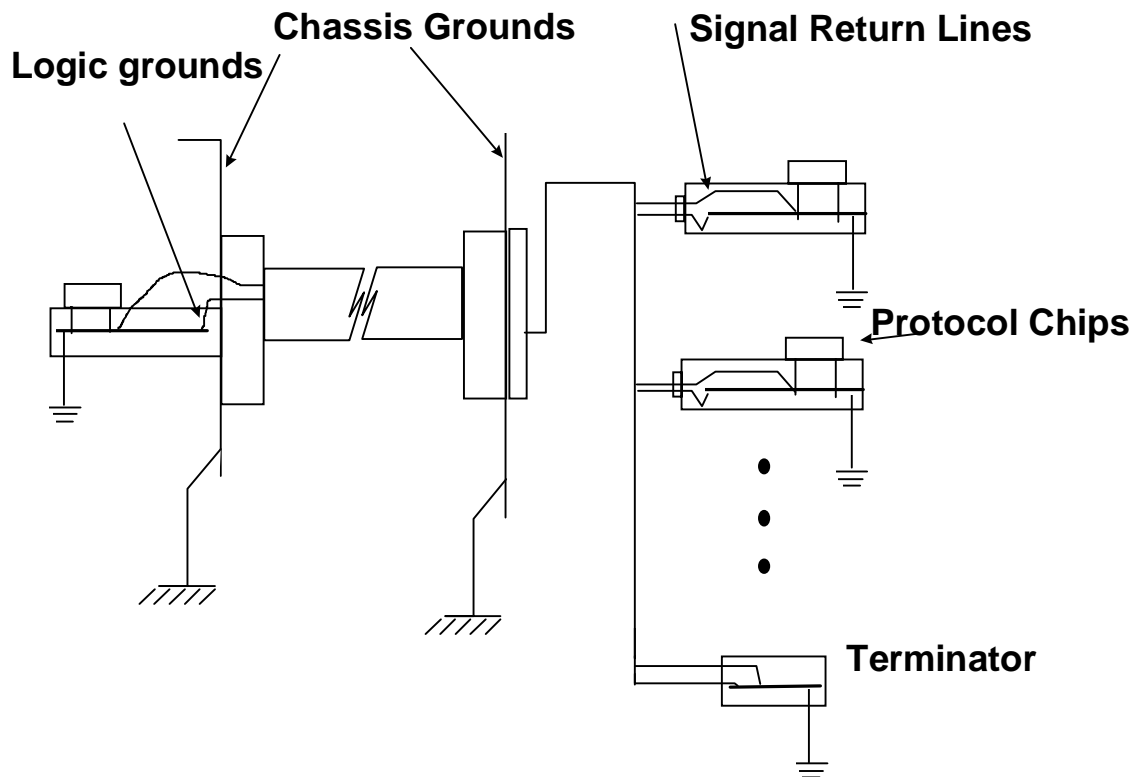 Chassis Grounds
Signal Return Lines
Logic grounds
Protocol Chips
Terminator